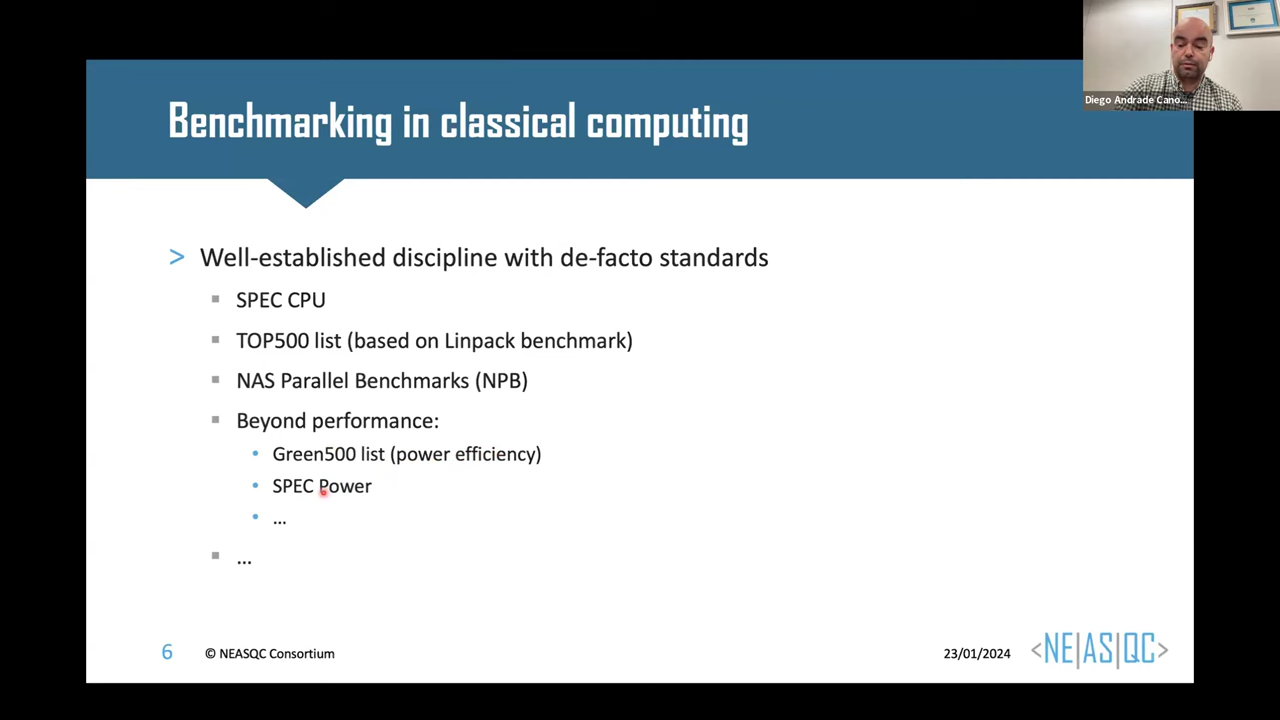 Diego Andrade Cano...
Benchmarking in classical computing
> Well-established discipline with de-facto standards
SPEC CPU
TOP500 list (based on Linpack benchmark)
NAS Parallel Benchmarks (NPB)
Beyond performance:
Green500 list (power efficiency)
SPEC Power
...
...
6 © NEASQC Consortium 23/01/2024 <NE|AS|QC>